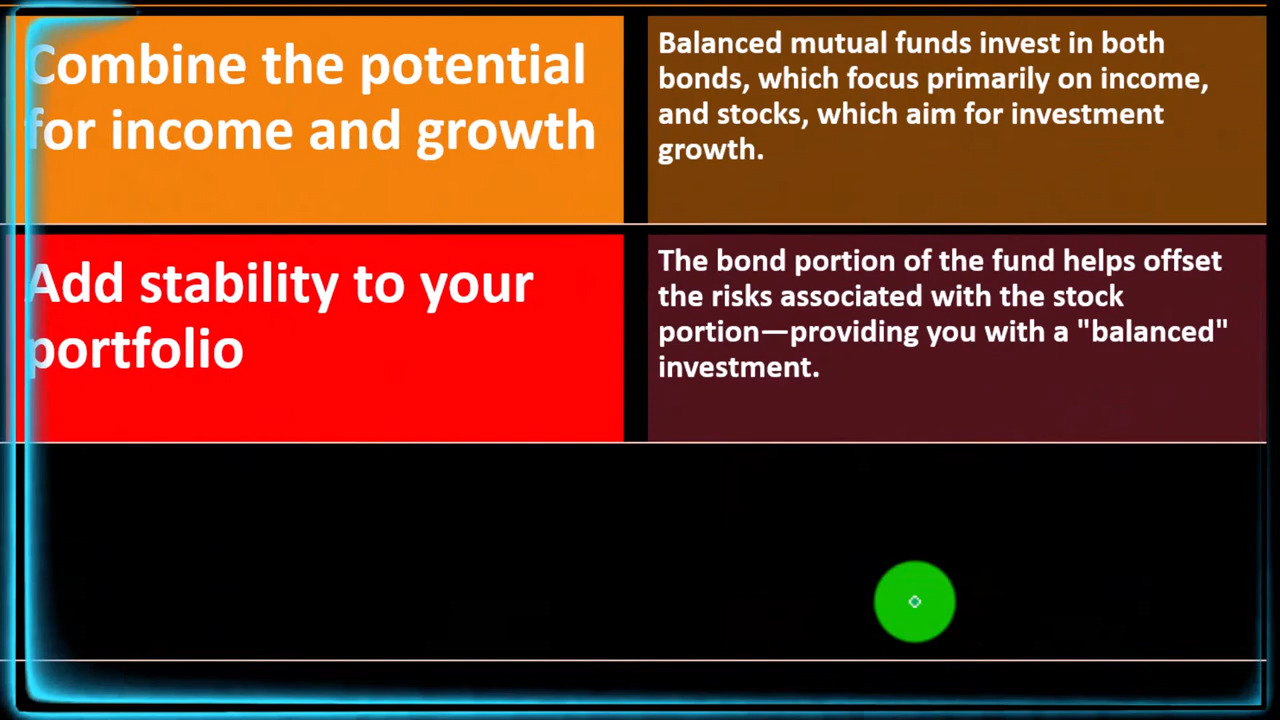 Combine the potential
for income and growth
Balanced mutual funds invest in both
bonds, which focus primarily on income,
and stocks, which aim for investment
growth.
Add stability to your
portfolio
The bond portion of the fund helps offset
the risks associated with the stock
portion—providing you with a "balanced"
investment.